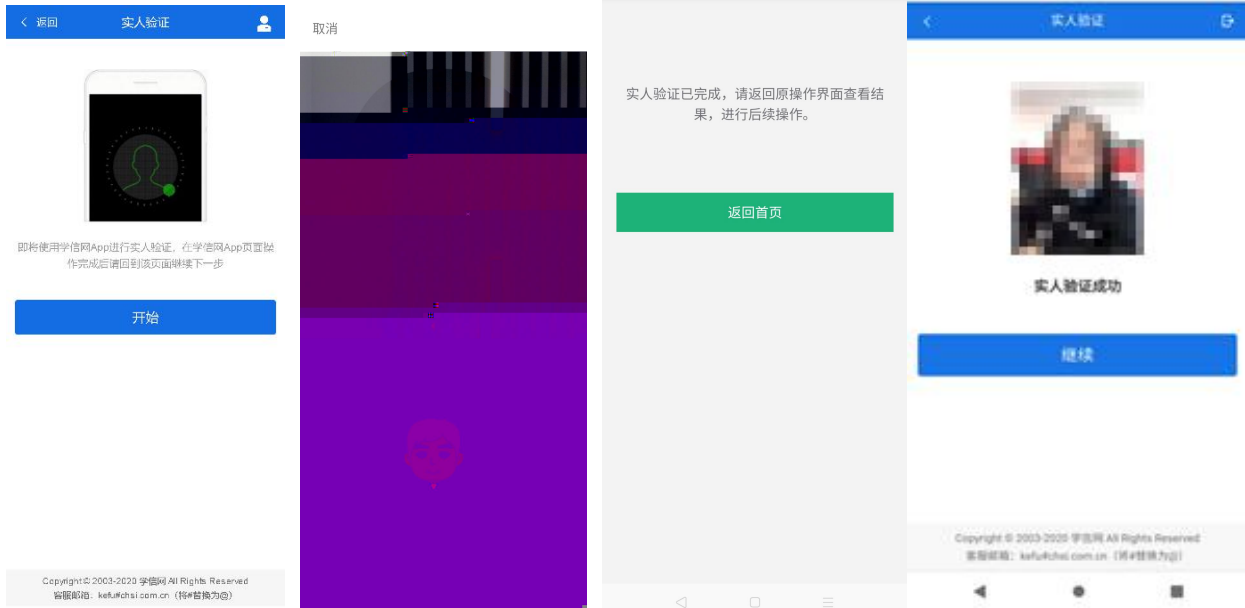 返回
实人验证
即将使用学信网App进行实人验证，在学信网App页面操
作完成后请回到该页面继续下一步
开始
Copyright © 2003-2020 学信网 All Rights Reserved
客服邮箱：kefu#chsi.com.cn（将#替换为@）
取消
实人验证已完成，请返回原操作界面查看结
果，进行后续操作。
返回首页
实人验证
实人验证成功
继续
Copyright © 2003-2020 学信网 All Rights Reserved
客服邮箱：kefu#chsi.com.cn（将#替换为@）